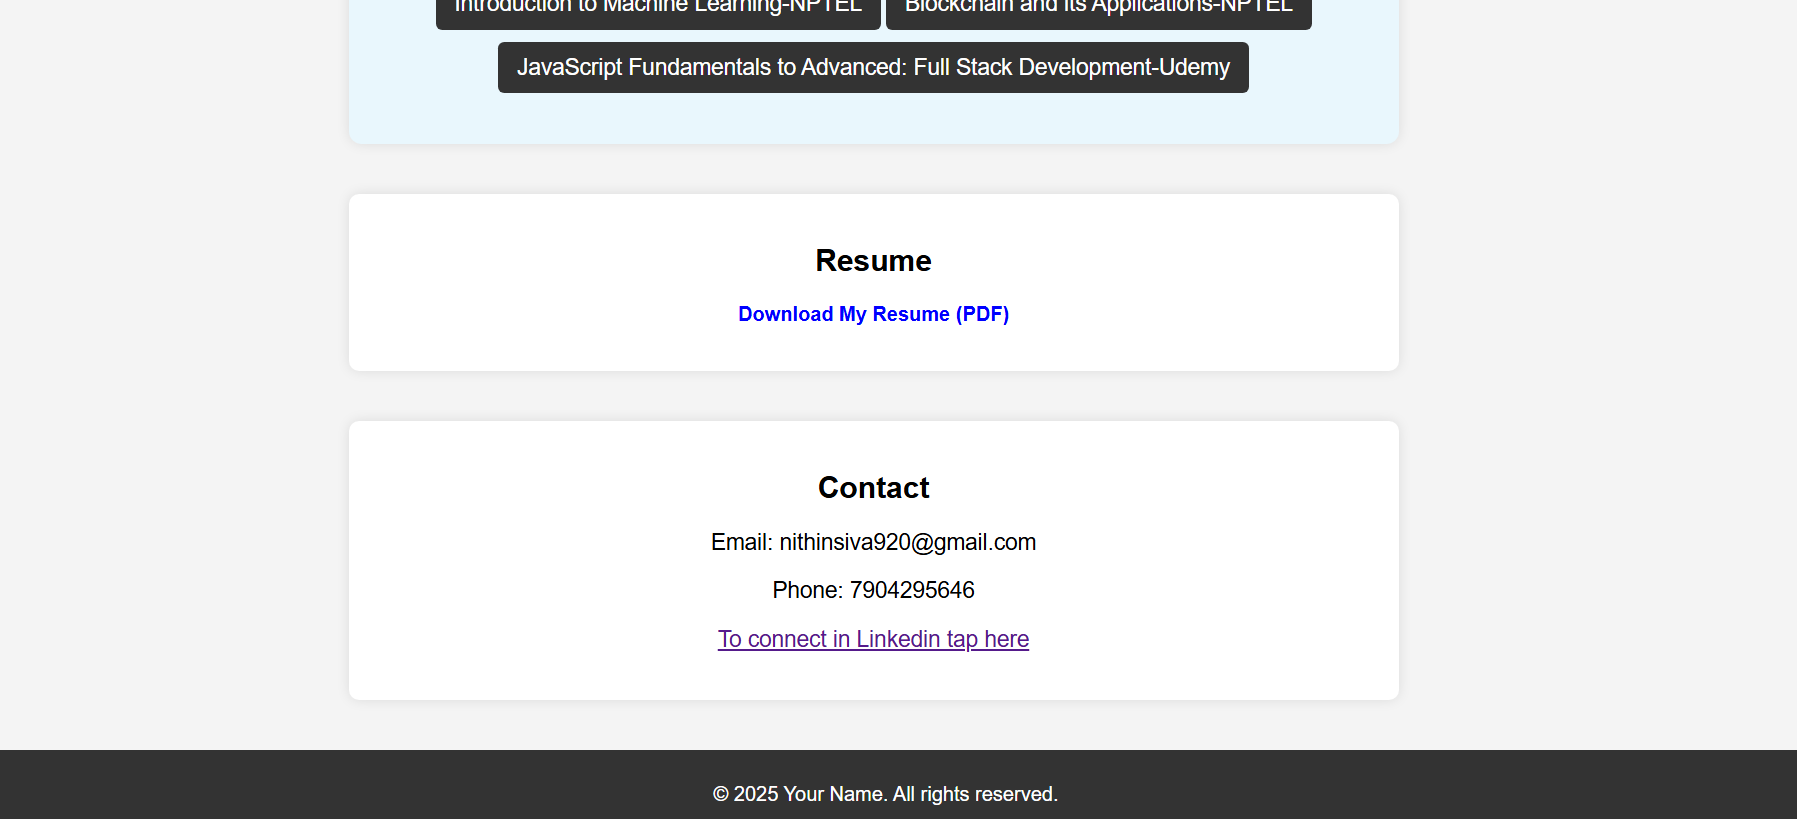 Introduction to Machine Learning-NPTEL Blockchain and Its Applications-NPTEL
JavaScript Fundamentals to Advanced: Full Stack Development-Udemy
Resume
Download My Resume (PDF)
Contact
Email: nithinsiva920@gmail.com
Phone: 7904295646
To connect in Linkedin tap here
© 2025 Your Name. All rights reserved.